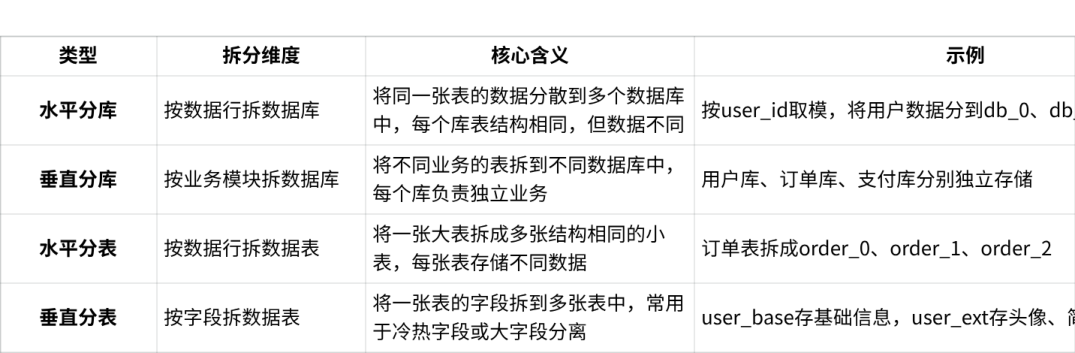 类型 拆分维度 核心含义 示例
水平分库 按数据行拆数据库 将同一张表的数据分散到多个数据库
中，每个库表结构相同，但数据不同 按user_id取模，将用户数据分到db_0、db_
垂直分库 按业务模块拆数据库 将不同业务的表拆到不同数据库中，
每个库负责独立业务 用户库、订单库、支付库分别独立存储
水平分表 按数据行拆数据表 将一张大表拆成多张结构相同的小
表，每张表存储不同数据 订单表拆成order_0、order_1、order_2
垂直分表 按字段拆数据表 将一张表的字段拆到多张表中，常用
于冷热字段或大字段分离 user_base存基础信息，user_ext存头像、